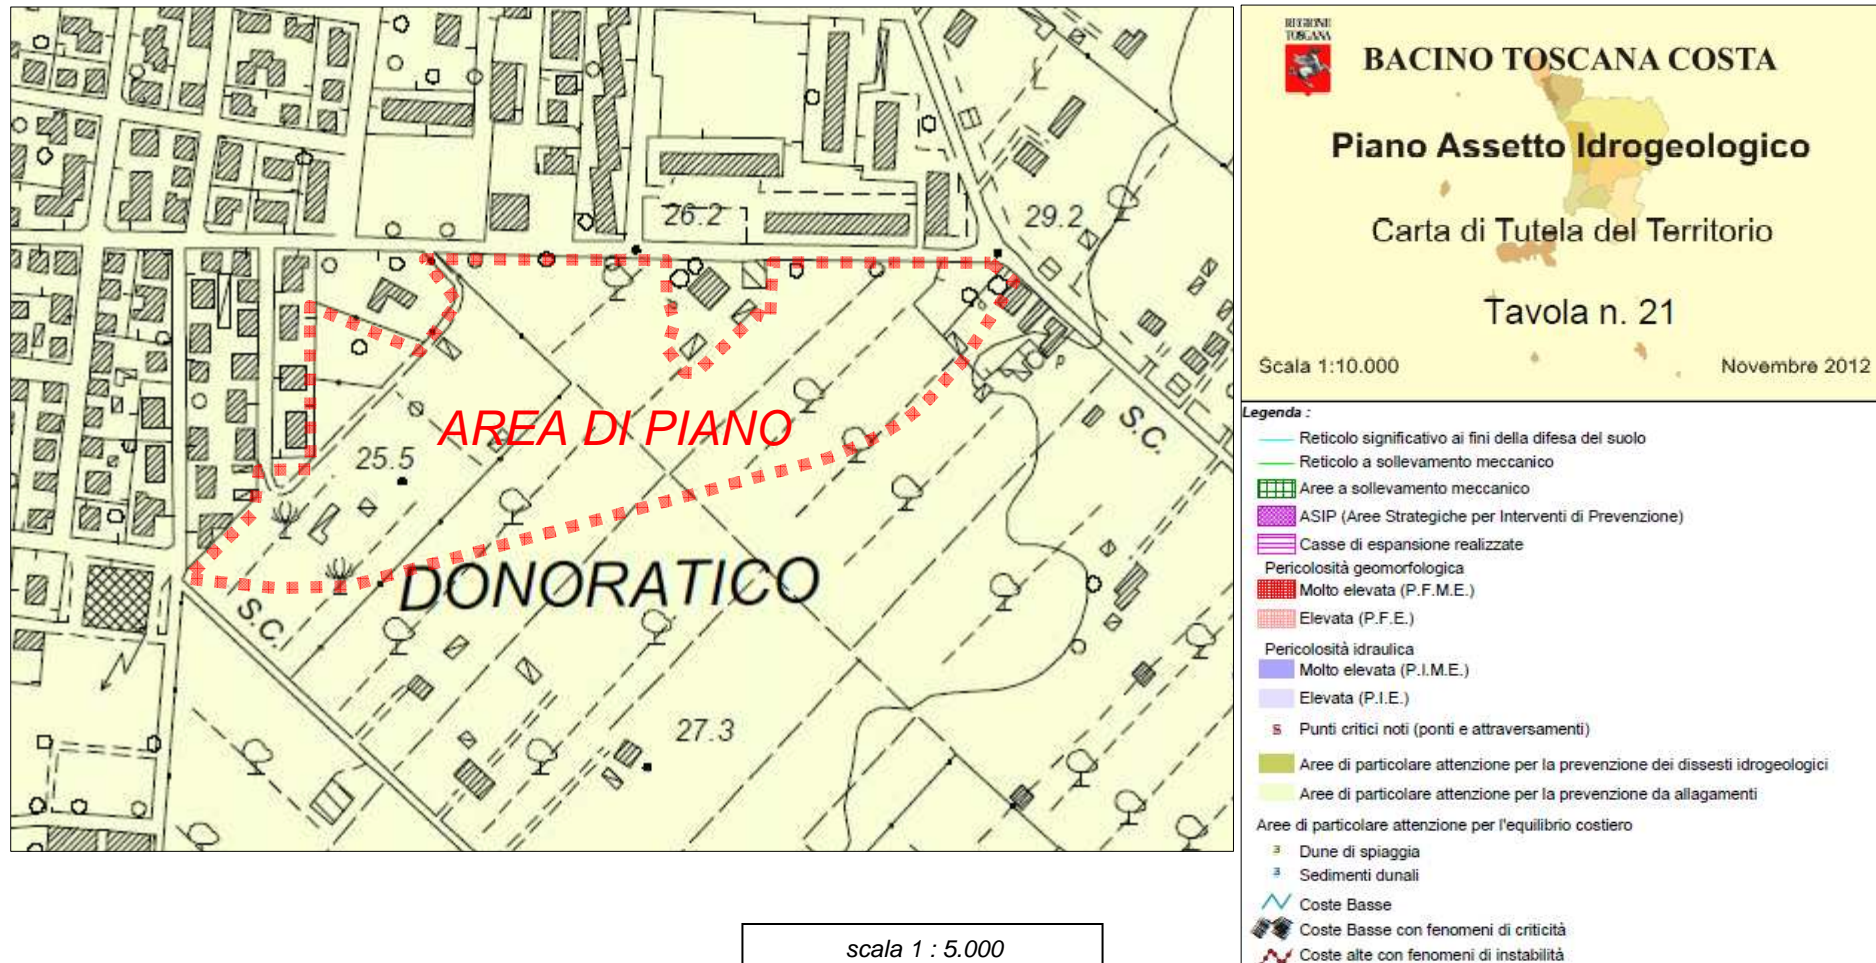 26.2
29.2
AREA DI PIANO
25.5
S.C.
DONORATICO
S.C.
27.3
p
scala 1 : 5.000
REGIONE
TOSCANA
BACINO TOSCANA COSTA
Piano Assetto Idrogeologico
Carta di Tutela del Territorio
Tavola n. 21
Scala 1:10.000
Novembre 2012
Legenda :
Reticolo significativo ai fini della difesa del suolo
Reticolo a sollevamento meccanico
Aree a sollevamento meccanico
ASIP (Aree Strategiche per Interventi di Prevenzione)
Casse di espansione realizzate
Pericolosità geomorfologica
Molto elevata (P.F.M.E.)
Elevata (P.F.E.)
Pericolosità idraulica
Molto elevata (P.I.M.E.)
Elevata (P.I.E.)
Punti critici noti (ponti e attraversamenti)
Aree di particolare attenzione per la prevenzione dei dissesti idrogeologici
Aree di particolare attenzione per la prevenzione da allagamenti
Aree di particolare attenzione per l'equilibrio costiero
Dune di spiaggia
Sedimenti dunali
Coste Basse
Coste Basse con fenomeni di criticità
Coste alte con fenomeni di instabilità